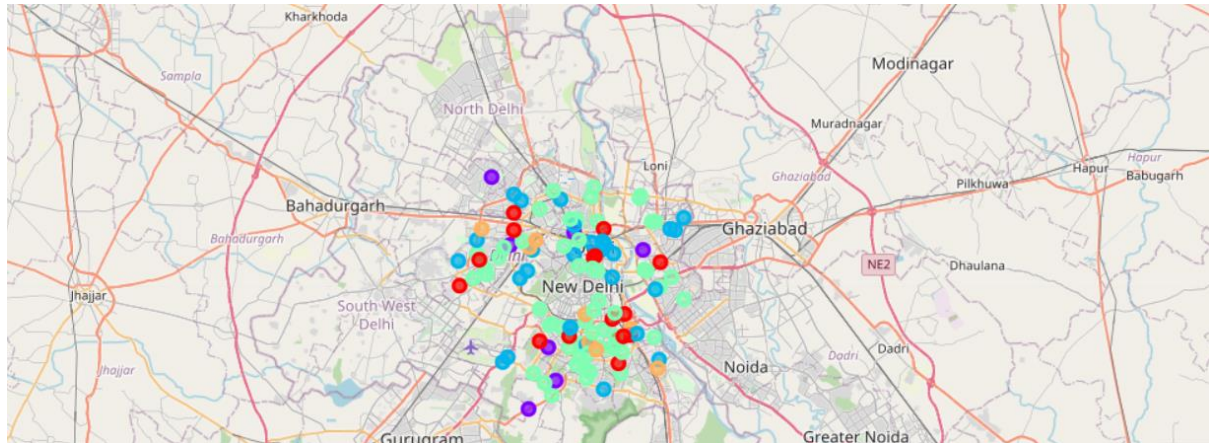 Kharkhoda
Modinagar
Sampla
North Delhi
Muradnagar
Loni
Hapur
Hapur
Ghaziabad
Pilkhuwa
Babugarh
Bahadurgarh
Ghaziabad
Bahadurgarh
Delhi
NE2
Dhaulana
New Delhi
Jhajjar
South West
Delhi
Dadri
Dadri
Noida
Jhajjar
Gurugram
Greater Noida